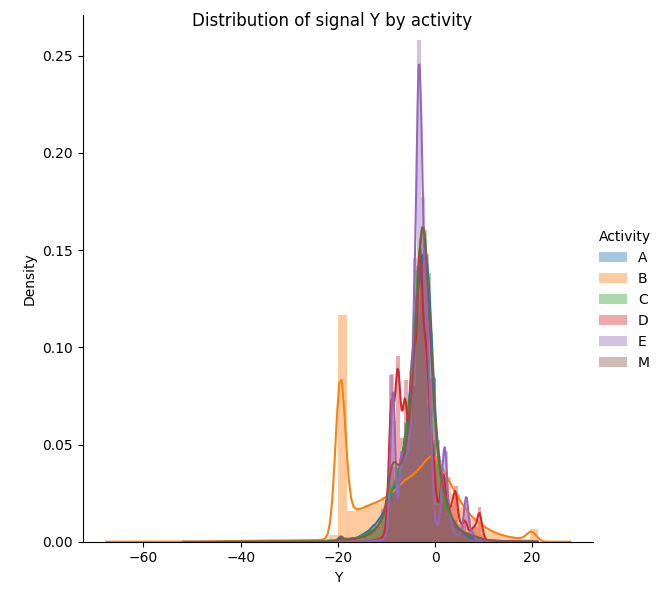 Distribution of signal Y by activity
0.25
0.20
0.15
0.10
0.05
0.00
Density
−60
−40
−20
0
20
Y
Activity
A
B
C
D
E
M